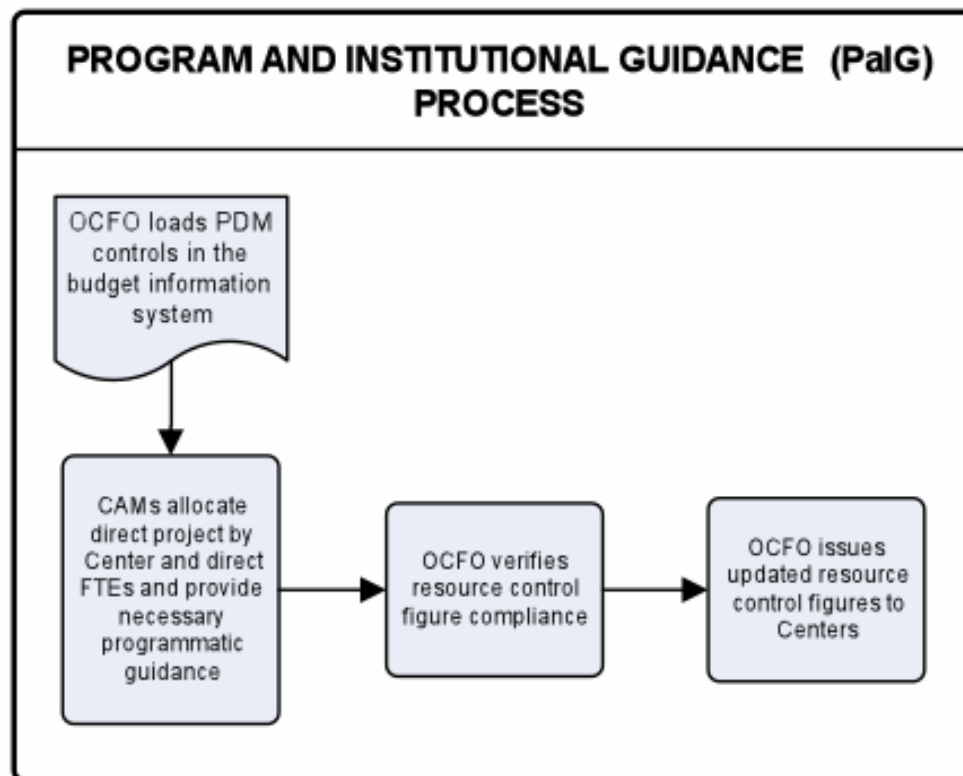 PROGRAM AND INSTITUTIONAL GUIDANCE (PaIG)
PROCESS
OCFO loads PDM
controls in the
budget information
system
CAMs allocate
direct project by
Center and direct
FTEs and provide
necessary
programmatic
guidance
OCFO verifies
resource control
figure compliance
OCFO issues
updated resource
control figures to
Centers